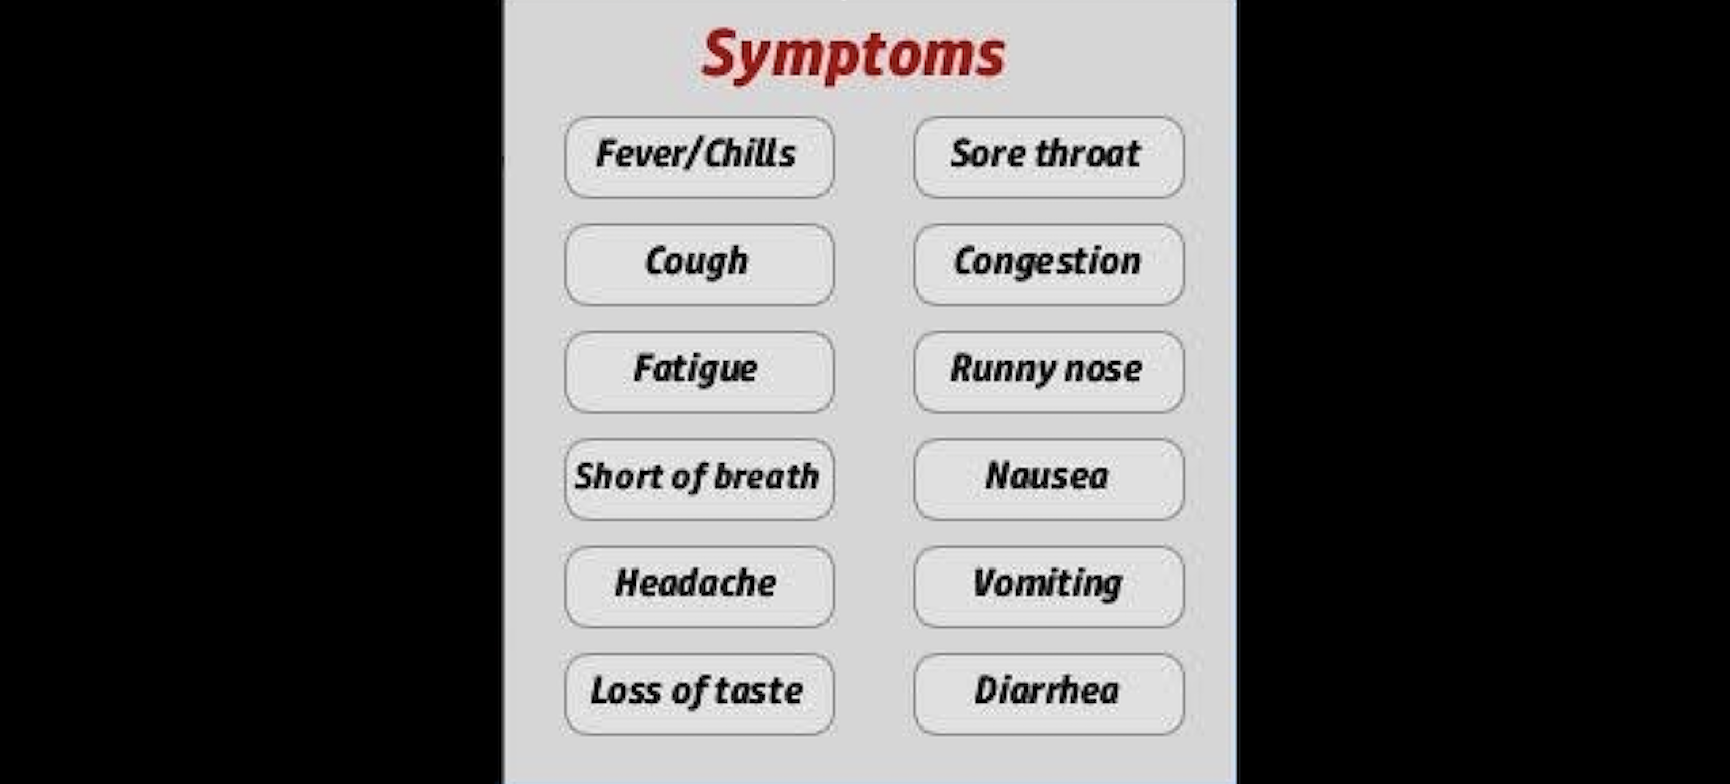 Symptoms
Fever/Chills
Sore throat
Cough
Congestion
Fatigue
Runny nose
Short of breath
Nausea
Headache
Vomiting
Loss of taste
Diarrhea